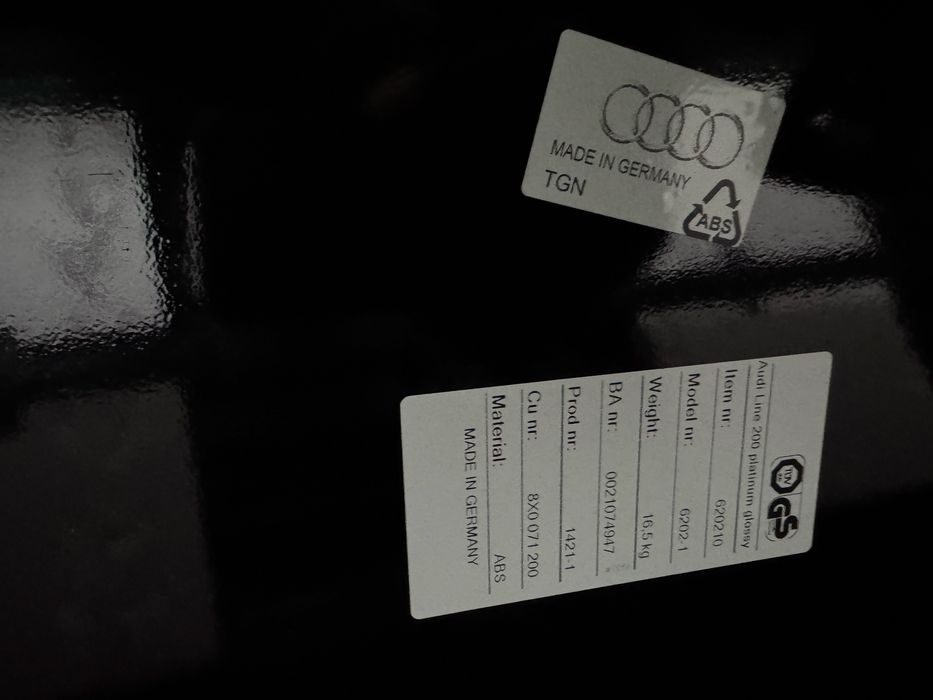 MADE IN GERMANY
TGN
ABS
TÜV
GS
Audi Line 200 platinum glossy
Item nr: 620210
Model nr: 6202-1
Weight: 16,5 kg
BA nr: 0021074947
Prod nr: 1421-1
Cu nr: 8X0 071 200
Material: ABS
MADE IN GERMANY